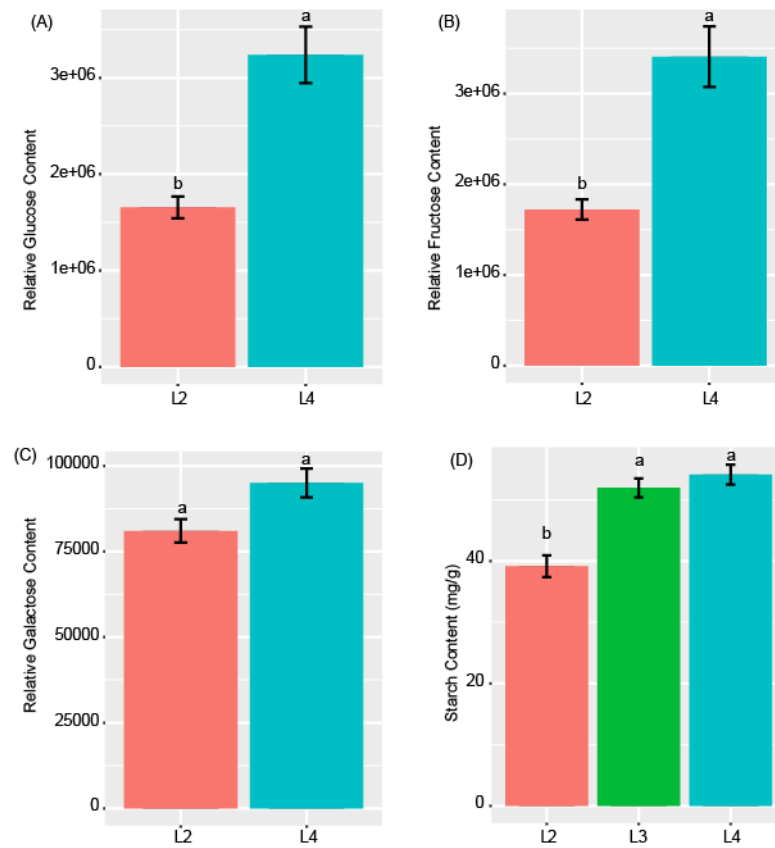 (A)
Relative Glucose Content
3e+06
2e+06
1e+06
0
b
a
L2
L4
(B)
Relative Fructose Content
3e+06
2e+06
1e+06
0
b
a
L2
L4
(C)
Relative Galactose Content
100000
75000
50000
25000
0
a
a
L2
L4
(D)
Starch Content (mg/g)
40
20
0
b
a
a
L2
L3
L4